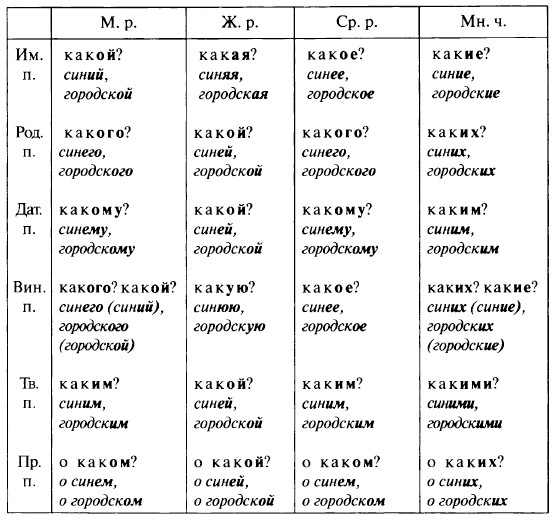 М. р. Ж. р. Ср. р. Мн. ч.
Им. какой? какая? какое? какие?
п. синий, синяя, синее, синие,
городской городская городское городские
Род. какого? какой? какого? каких?
п. синего, синей, синего, синих,
городского городской городского городских
Дат. какому? какой? какому? каким?
п. синему, синей, синему, синим,
городскому городской городскому городским
Вин. какого? какой? какую? какое? каких? какие?
п. синего (синий), синюю, синее, синих (синие),
городского городскую городское городских
(городской) (городские)
Тв. каким? какой? каким? какими?
п. синим, синей, синим, синими,
городским городской городским городскими
Пр. о каком? о какой? о каком? о каких?
п. о синем, о синей, о синем, о синих,
о городском о городской о городском о городских